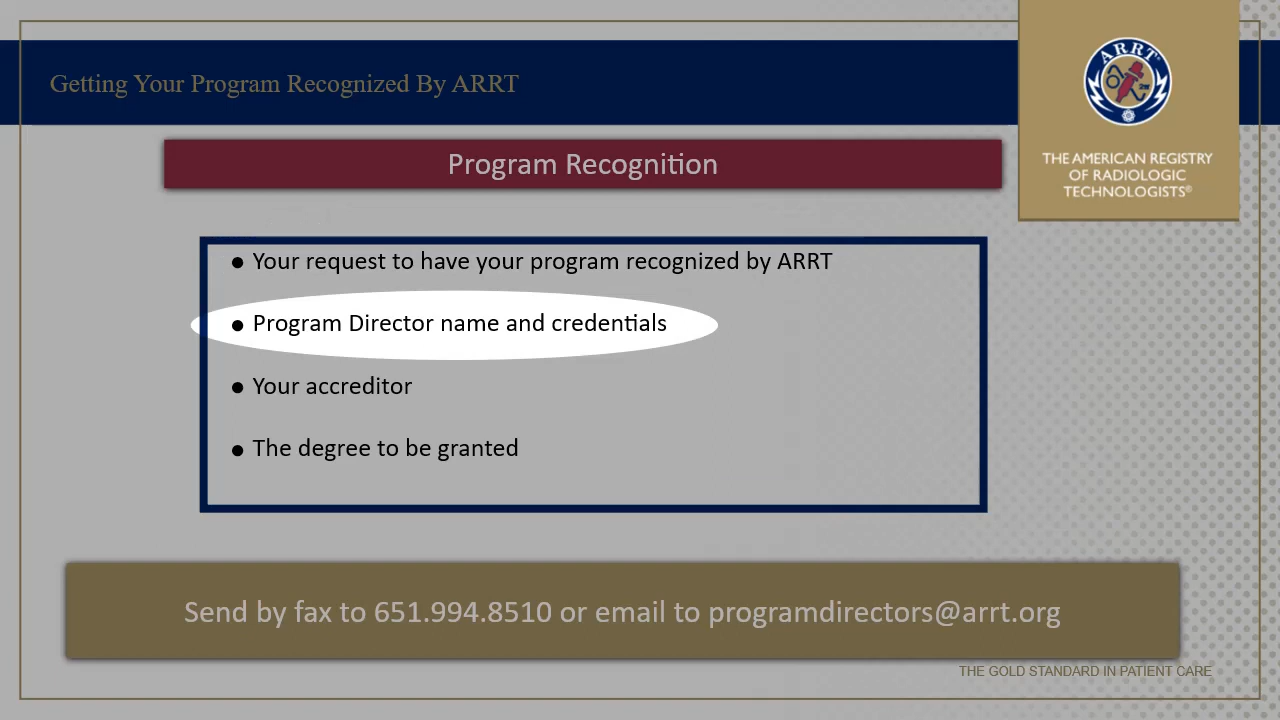 Getting Your Program Recognized By ARRT
ARRT
THE AMERICAN REGISTRY
OF RADIOLOGIC
TECHNOLOGISTS®
Program Recognition
● Your request to have your program recognized by ARRT
● Program Director name and credentials
● Your accreditor
● The degree to be granted
Send by fax to 651.994.8510 or email to programdirectors@arrt.org
THE GOLD STANDARD IN PATIENT CARE